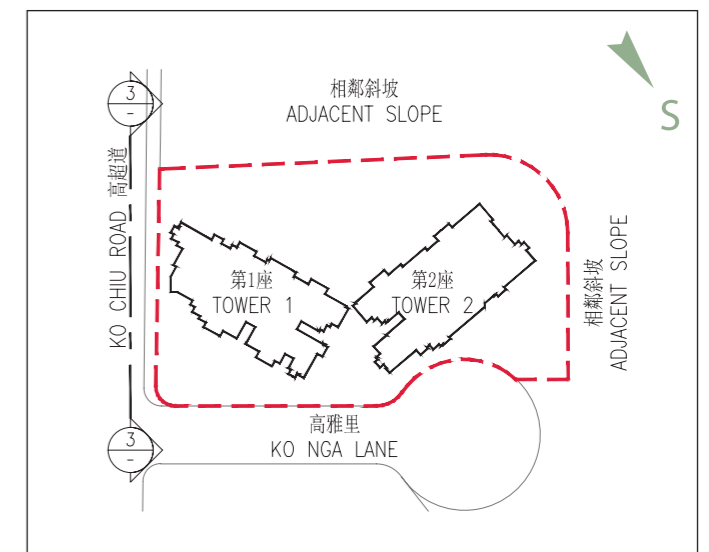 3
-
相鄰斜坡
ADJACENT SLOPE
S
KO CHIU ROAD 高超道
第1座
TOWER 1
第2座
TOWER 2
相鄰斜坡
ADJACENT SLOPE
高雅里
KO NGA LANE
3
-